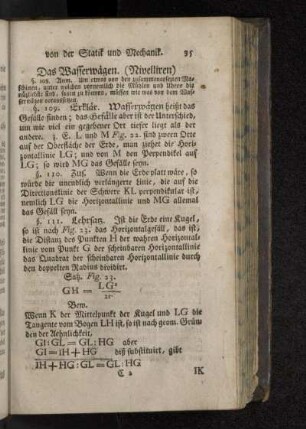 von der Statik und Mechanik. 35
Das Wasserwägen. (Nivelliren)
§. 108. Anm. Um etwas von den zusammengesetzten Ma-
schinen, unter welchen vornemlich die Mühlen und Uhren die
nützlichste sind, sagen zu können, müssen wir was von dem Was-
serwägen voraussetzen.
§. 109. Erklär. Wasserwägen heißt das
Gefälle finden; das Gefälle aber ist der Unterschied,
um wie viel ein gegebener Ort tiefer liegt als der
andere. z. E. L und M Fig. 22. sind zween Orte
auf der Oberfläche der Erde, man ziehet die Hori-
zontallinie LG; und von M den Perpendikel auf
LG; so wird MG das Gefälle seyn.
§. 110. Zus. Wenn die Erde platt wäre, so
würde die unendlich verlängerte Linie, die auf die
Directionslinie der Schwere KL perpendikular ist,
nemlich LG die Horizontallinie und MG allemal
das Gefäll seyn.
§. 111. Lehrsatz. Ist die Erde eine Kugel,
so ist nach Fig. 23. das Horizontalgefäll, das ist,
die Distanz des Punkten H der wahren Horizontal-
linie vom Punkt G der scheinbaren Horizontallinie
das Quadrat der scheinbaren Horizontallinie durch
den doppelten Radius dividirt.
Satz. Fig. 23.
GH = LG²
2r
Bew.
Wenn K der Mittelpunkt der Kugel und LG die
Tangente vom Bogen LH ist, so ist nach geom. Grün-
den der Aehnlichkeit,
GI : GL = GL : HG aber
GI = IH + HG diß substituirt, gibt
IH + HG : GL = GL : HG
C 2 IK